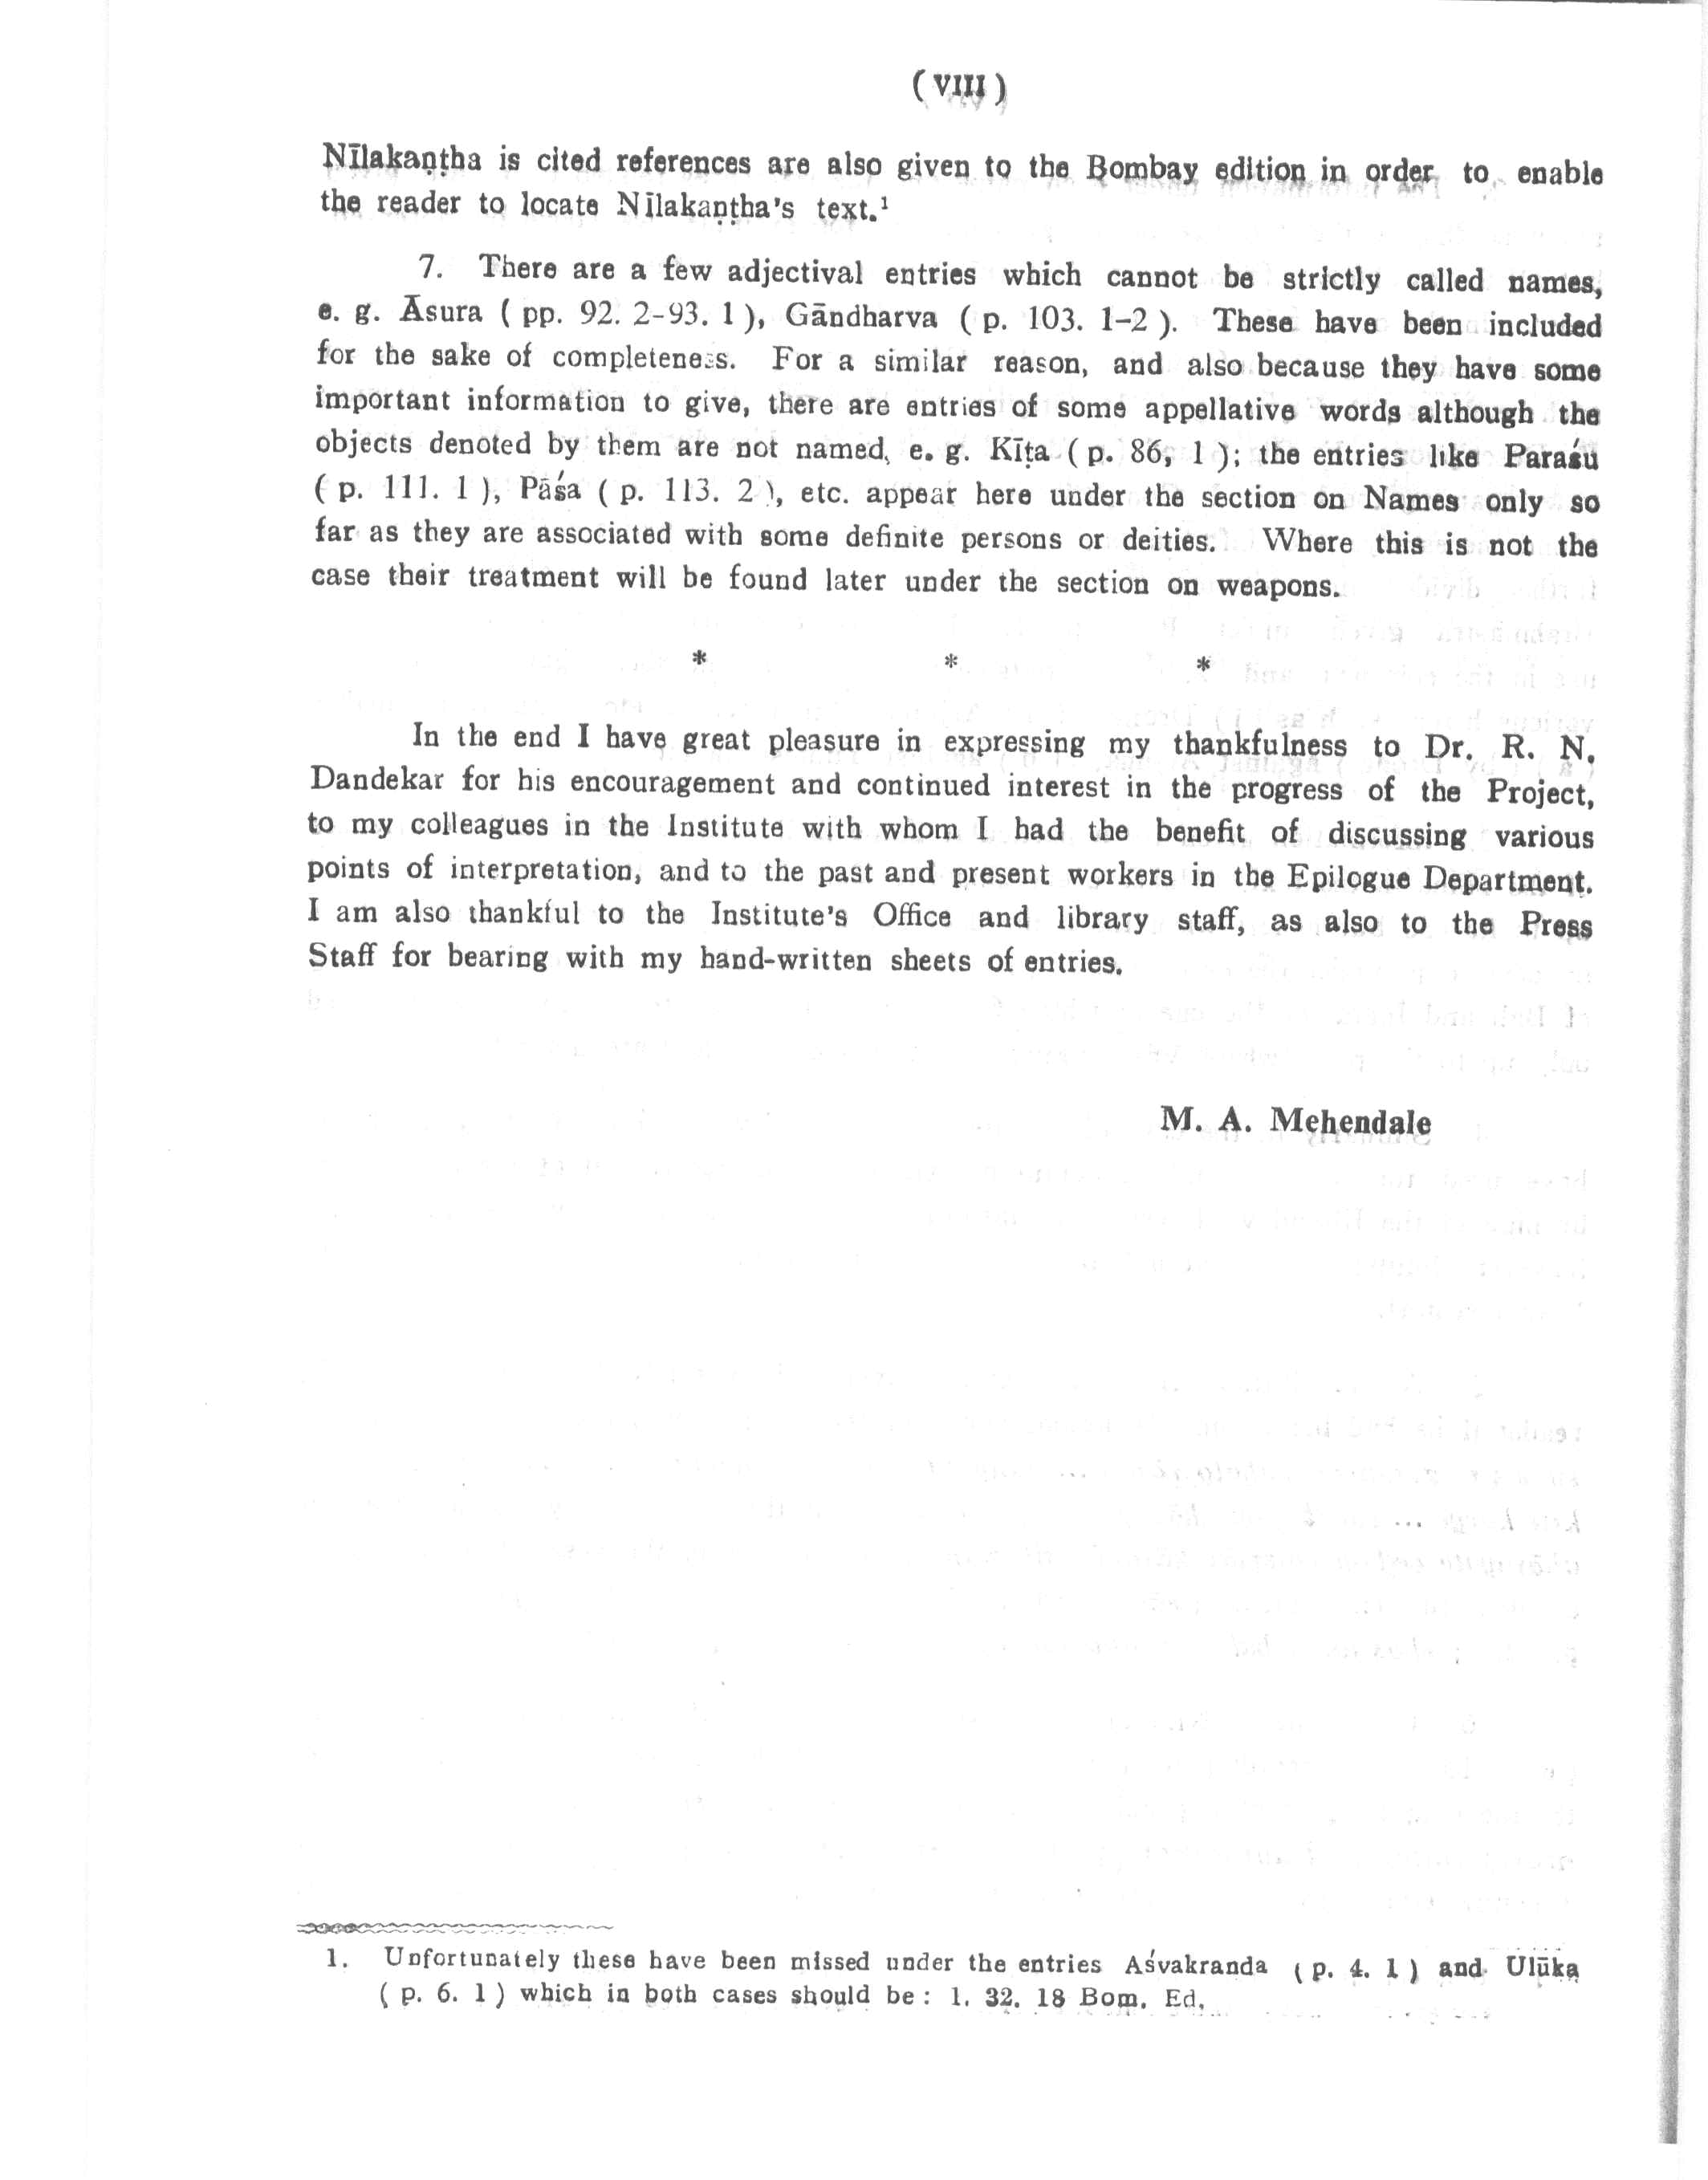 ( VIII )
Nīlakaṇṭha is cited references are also given to the Bombay edition in order to enable
the reader to locate Nīlakaṇṭha's text.¹
7. There are a few adjectival entries which cannot be strictly called names,
e. g. Āsura ( pp. 92. 2-93. 1 ), Gāndharva ( p. 103. 1-2 ). These have been included
for the sake of completeness. For a similar reason, and also because they have some
important information to give, there are entries of some appellative words although the
objects denoted by them are not named, e. g. Kīṭa ( p. 86, 1 ); the entries like Paraśu
( p. 111. 1 ), Pāśa ( p. 113. 2 ), etc. appear here under the section on Names only so
far as they are associated with some definite persons or deities. Where this is not the
case their treatment will be found later under the section on weapons.
* * *
In the end I have great pleasure in expressing my thankfulness to Dr. R. N.
Dandekar for his encouragement and continued interest in the progress of the Project,
to my colleagues in the Institute with whom I had the benefit of discussing various
points of interpretation, and to the past and present workers in the Epilogue Department.
I am also thankful to the Institute's Office and library staff, as also to the Press
Staff for bearing with my hand-written sheets of entries.
M. A. Mehendale
1. Unfortunately these have been missed under the entries Aśvakranda ( p. 4. 1 ) and Ulūka
( p. 6. 1 ) which in both cases should be : 1. 32. 18 Bom. Ed.